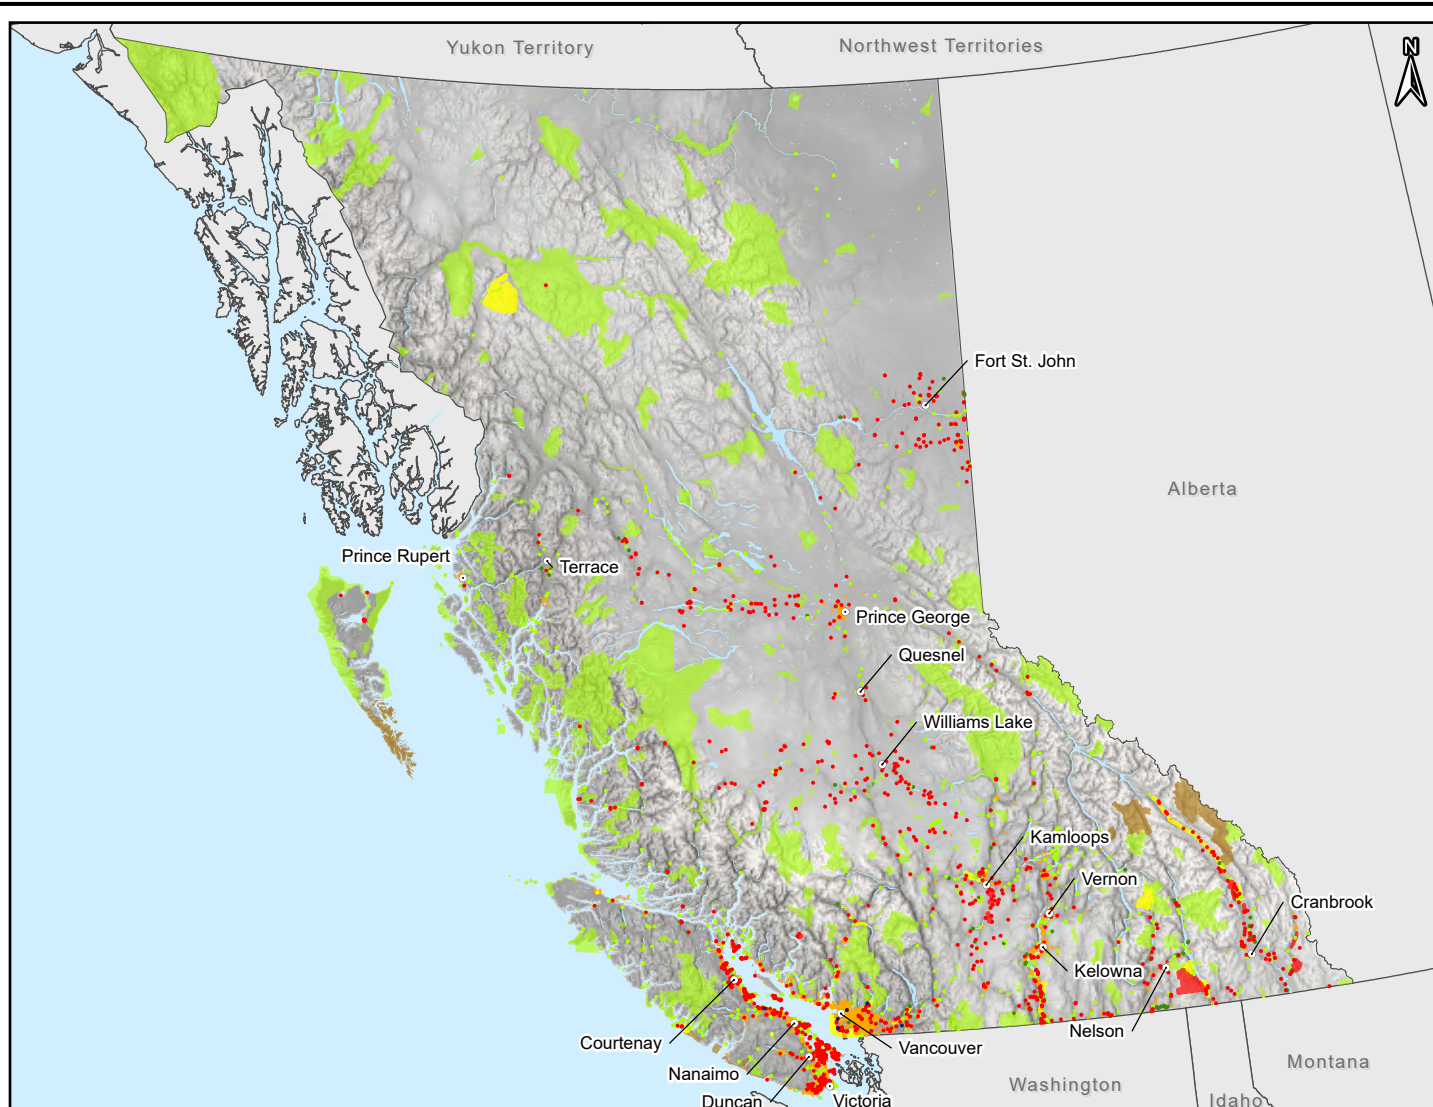 Yukon Territory
Northwest Territories
N
Fort St. John
Alberta
Prince Rupert
Terrace
Prince George
Quesnel
Williams Lake
Kamloops
Vernon
Cranbrook
Kelowna
Nelson
Courtenay
Vancouver
Nanaimo
Montana
Washington
Duncan
Victoria
Idaho